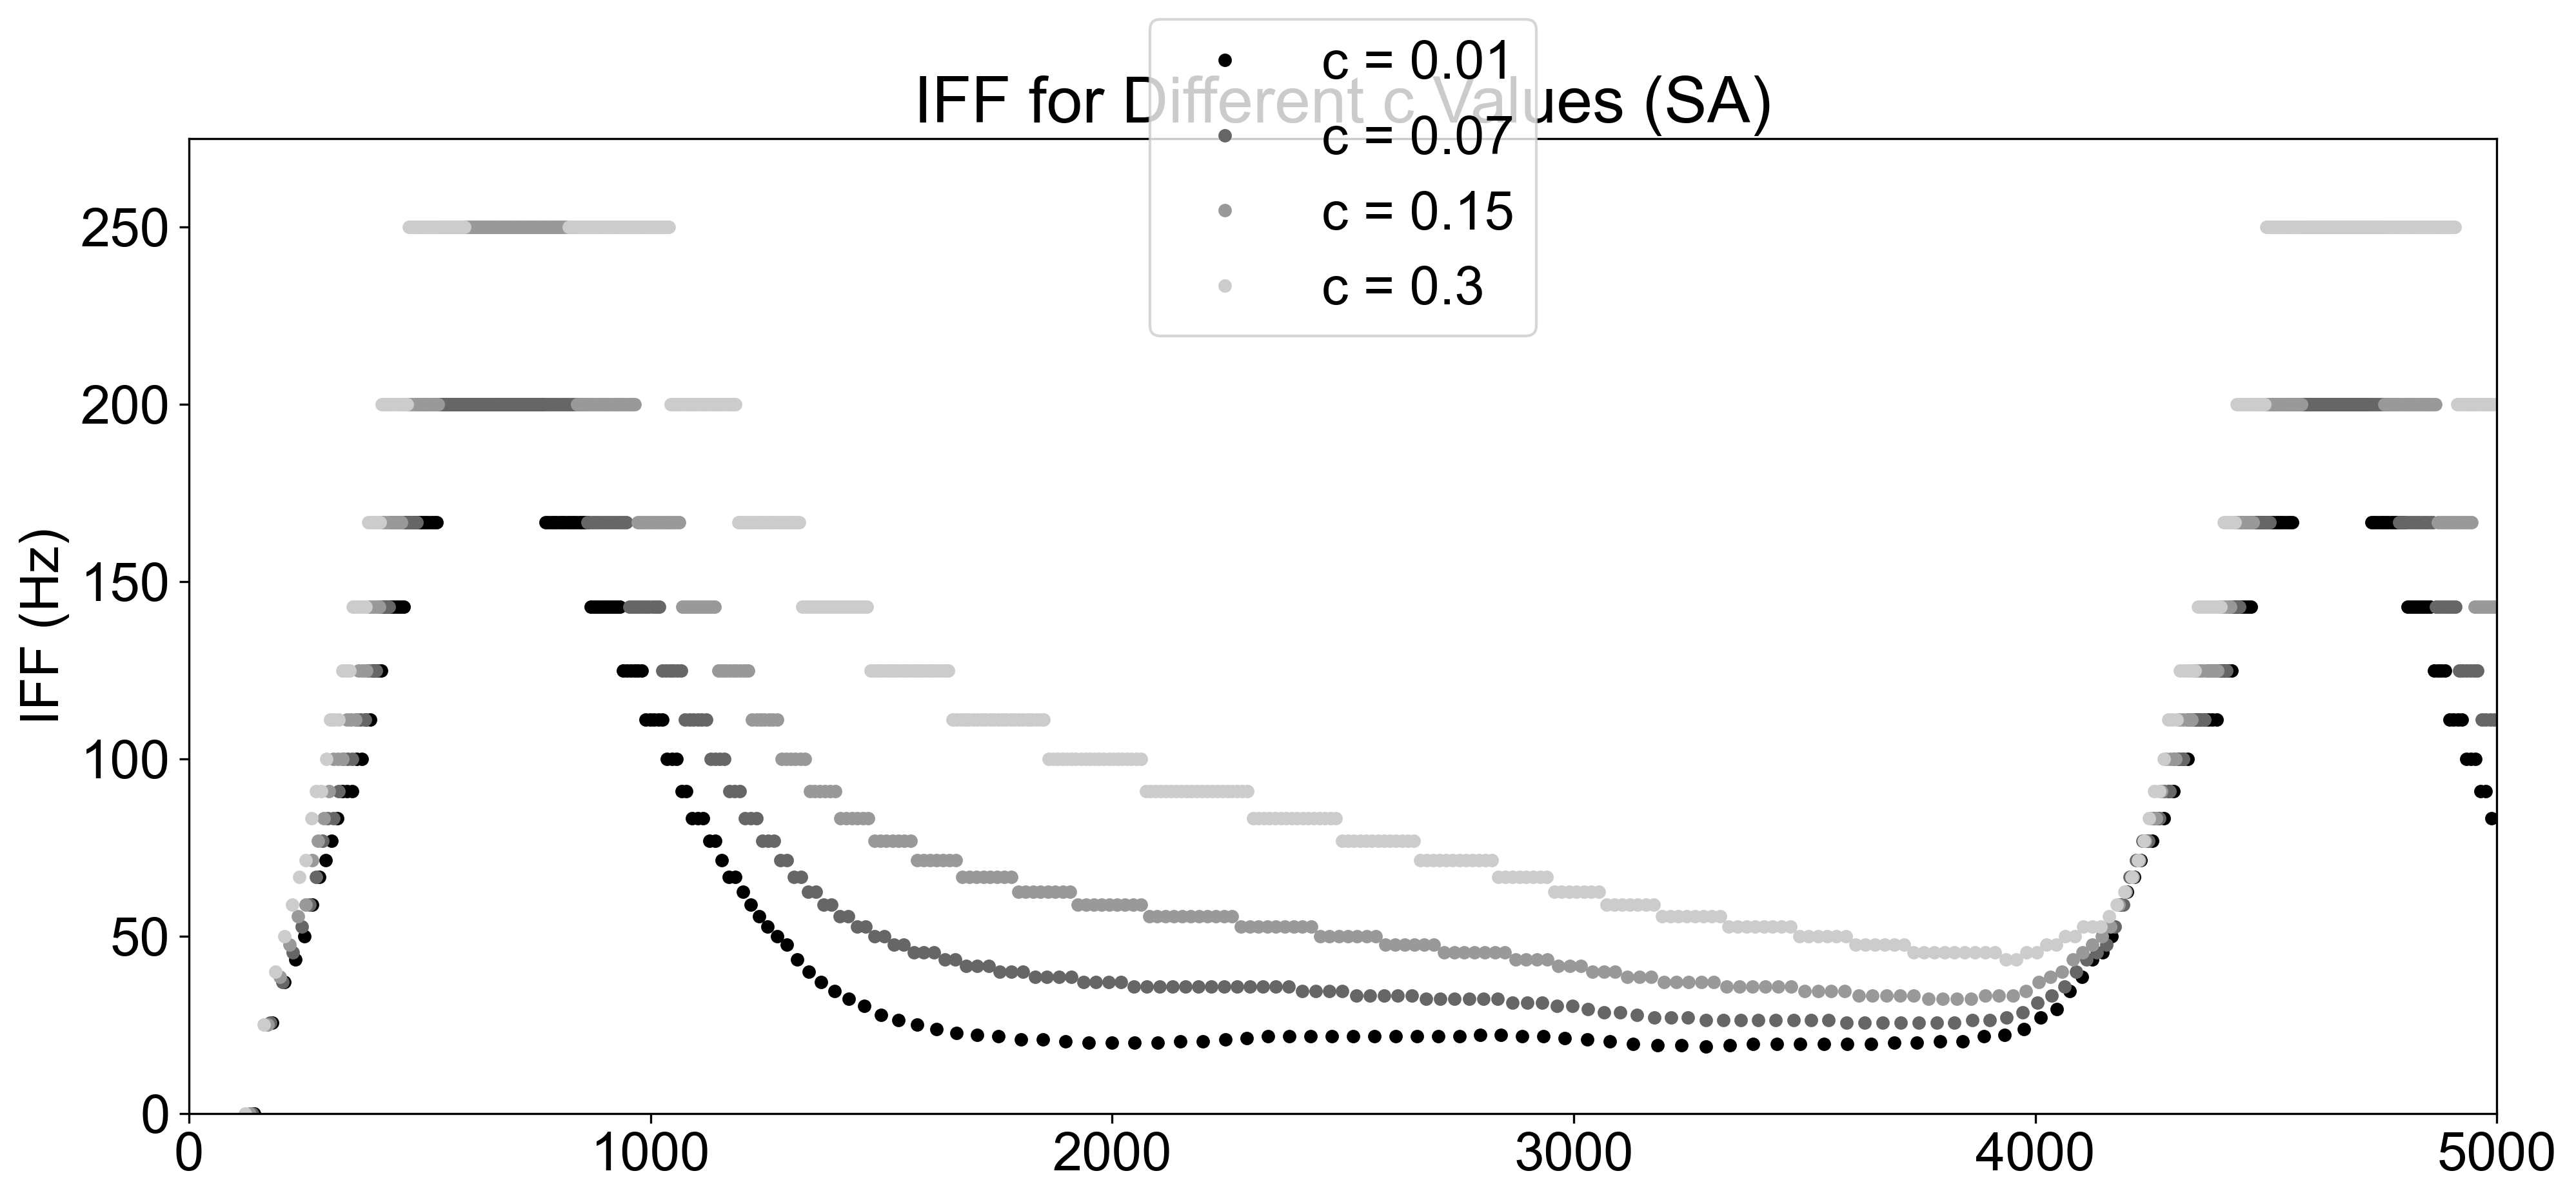 c = 0.01
IFF for Different c Values (SA)
c = 0.07
c = 0.15
c = 0.3
250
200
150
100
50
0
IFF (Hz)
0 1000 2000 3000 4000 5000